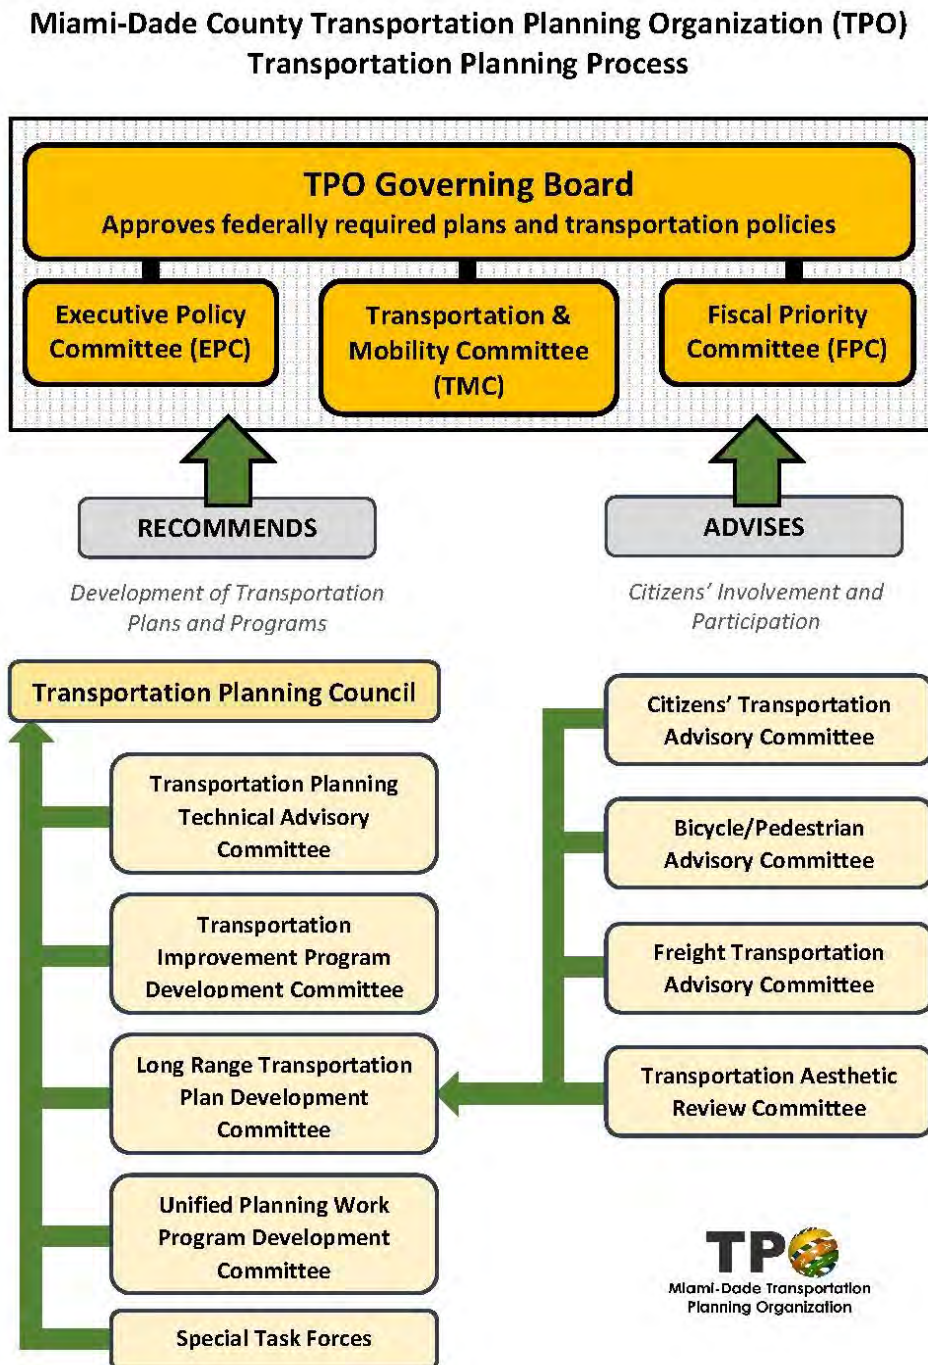 Miami-Dade County Transportation Planning Organization (TPO)
Transportation Planning Process
TPO Governing Board
Approves federally required plans and transportation policies
Executive Policy
Committee (EPC)
Transportation &
Mobility Committee
(TMC)
Fiscal Priority
Committee (FPC)
RECOMMENDS
ADVISES
Development of Transportation
Plans and Programs
Citizens' Involvement and
Participation
Transportation Planning Council
Transportation Planning
Technical Advisory
Committee
Transportation
Improvement Program
Development Committee
Long Range Transportation
Plan Development
Committee
Unified Planning Work
Program Development
Committee
Special Task Forces
Citizens' Transportation
Advisory Committee
Bicycle/Pedestrian
Advisory Committee
Freight Transportation
Advisory Committee
Transportation Aesthetic
Review Committee
TPO
Miami-Dade Transportation
Planning Organization